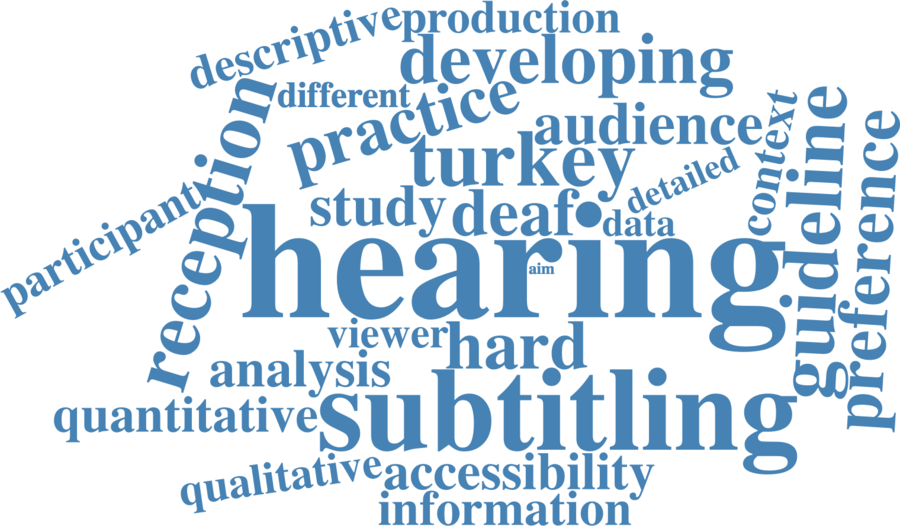 production
descriptive
developing
different
practice
audience
context
guideline
preference
reception
turkey
detailed
participant
study
deaf
data
hearing
aim
viewer
hard
analysis
subtitling
quantitative
qualitative
accessibility
information